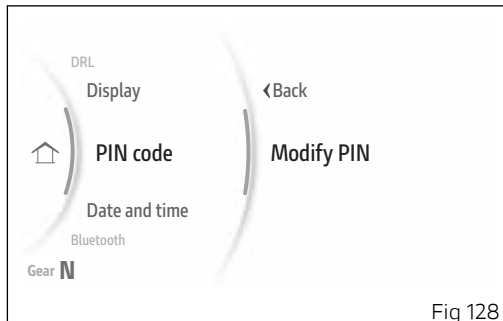 DRL
Display
‹Back
PIN code
Modify PIN
Date and time
Bluetooth
Gear N
Fig 128